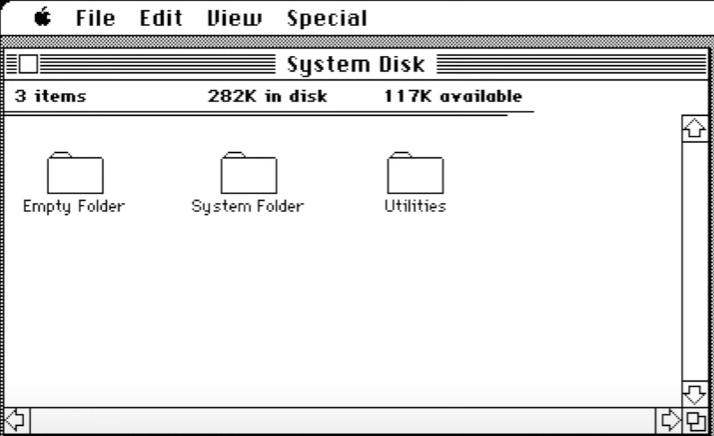 File Edit View Special
System Disk
3 items 282K in disk 117K available
Empty Folder System Folder Utilities